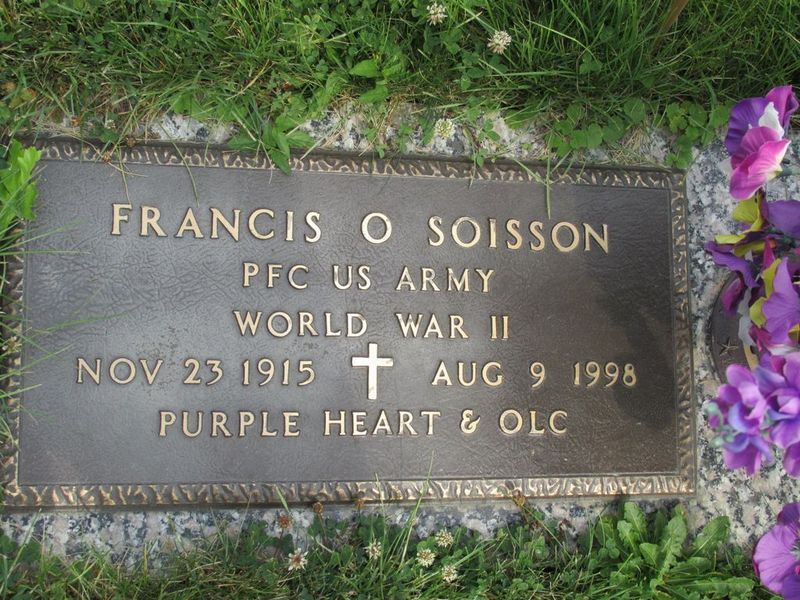 FRANCIS O SOISSON
PFC US ARMY
WORLD WAR II
NOV 23 1915 AUG 9 1998
PURPLE HEART & OLC